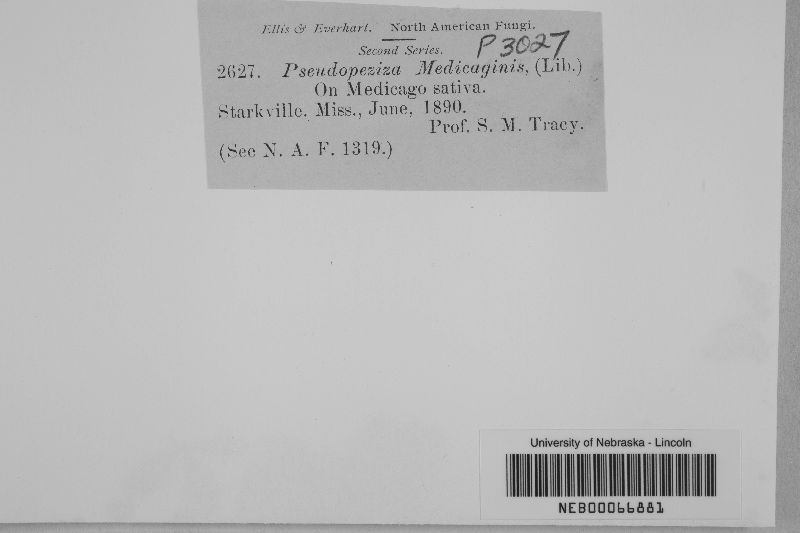 Ellis & Everhart. North American Fungi.
Second Series.
P3027
2627. Pseudopeziza Medicaginis, (Lib.)
On Medicago sativa.
Starkville. Miss., June, 1890.
Prof. S. M. Tracy.
(See N. A. F. 1319.)
University of Nebraska - Lincoln
NEB00066881